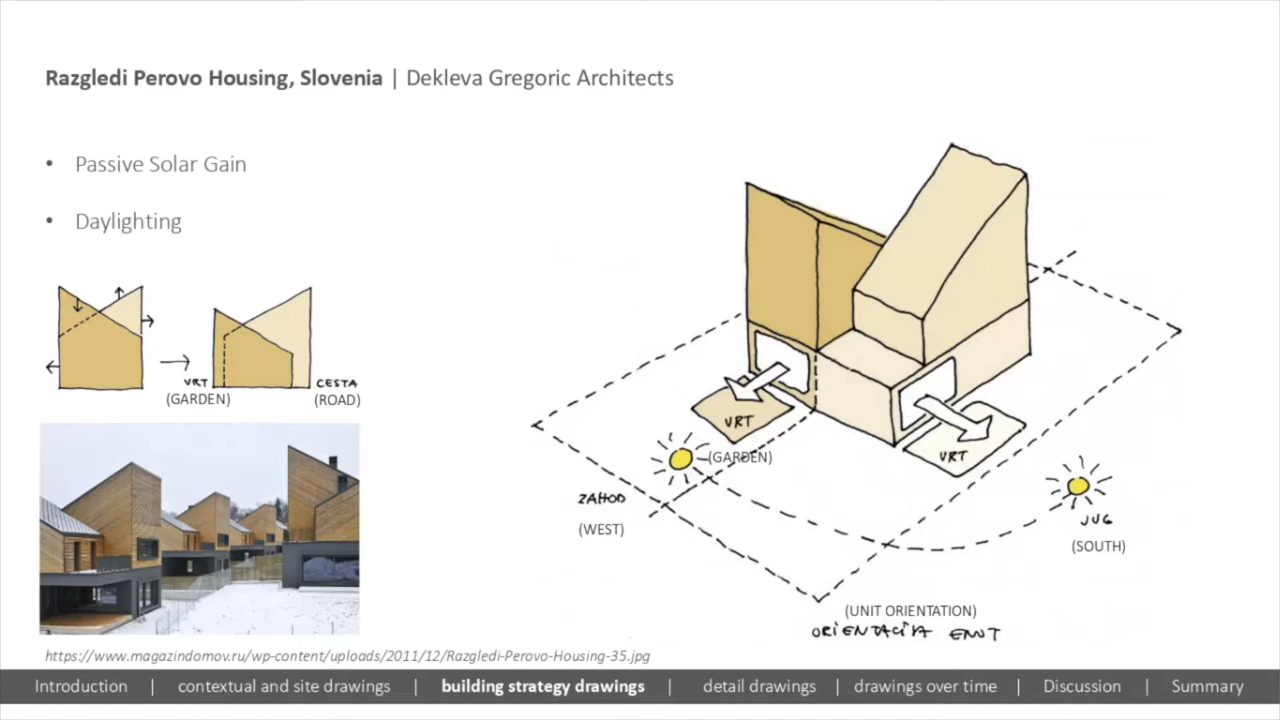 Razgledi Perovo Housing, Slovenia | Dekleva Gregoric Architects
• Passive Solar Gain
• Daylighting
VRT
(GARDEN)
CESTA
(ROAD)
VRT
(GARDEN)
VRT
ZAHOD
(WEST)
JUG
(SOUTH)
(UNIT ORIENTATION)
ORIENTACIJA ENOT
https://www.magazindomov.ru/wp-content/uploads/2011/12/Razgledi-Perovo-Housing-35.jpg
Introduction | contextual and site drawings | building strategy drawings | detail drawings | drawings over time | Discussion | Summary